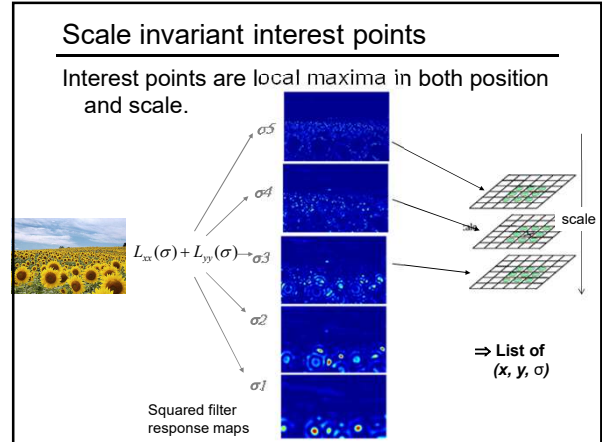 Scale invariant interest points
Interest points are local maxima in both position
and scale.
σ5
σ4
L_xx(σ) + L_yy(σ)
σ3
σ2
σ1
scale
⇒ List of
(x, y, σ)
Squared filter
response maps